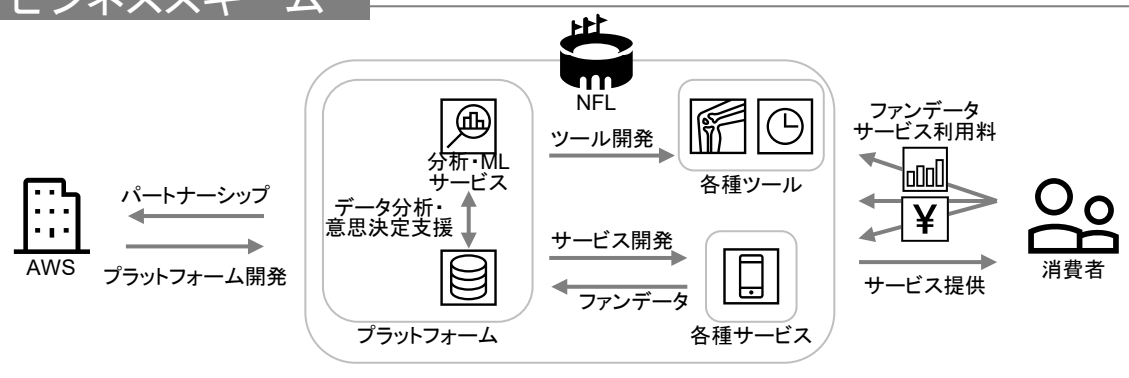 ビジネススキーム
NFL
分析・ML
サービス
データ分析・
意思決定支援
プラットフォーム
ツール開発
各種ツール
サービス開発
ファンデータ
各種サービス
パートナーシップ
AWS
プラットフォーム開発
ファンデータ
サービス利用料
¥
サービス提供
消費者